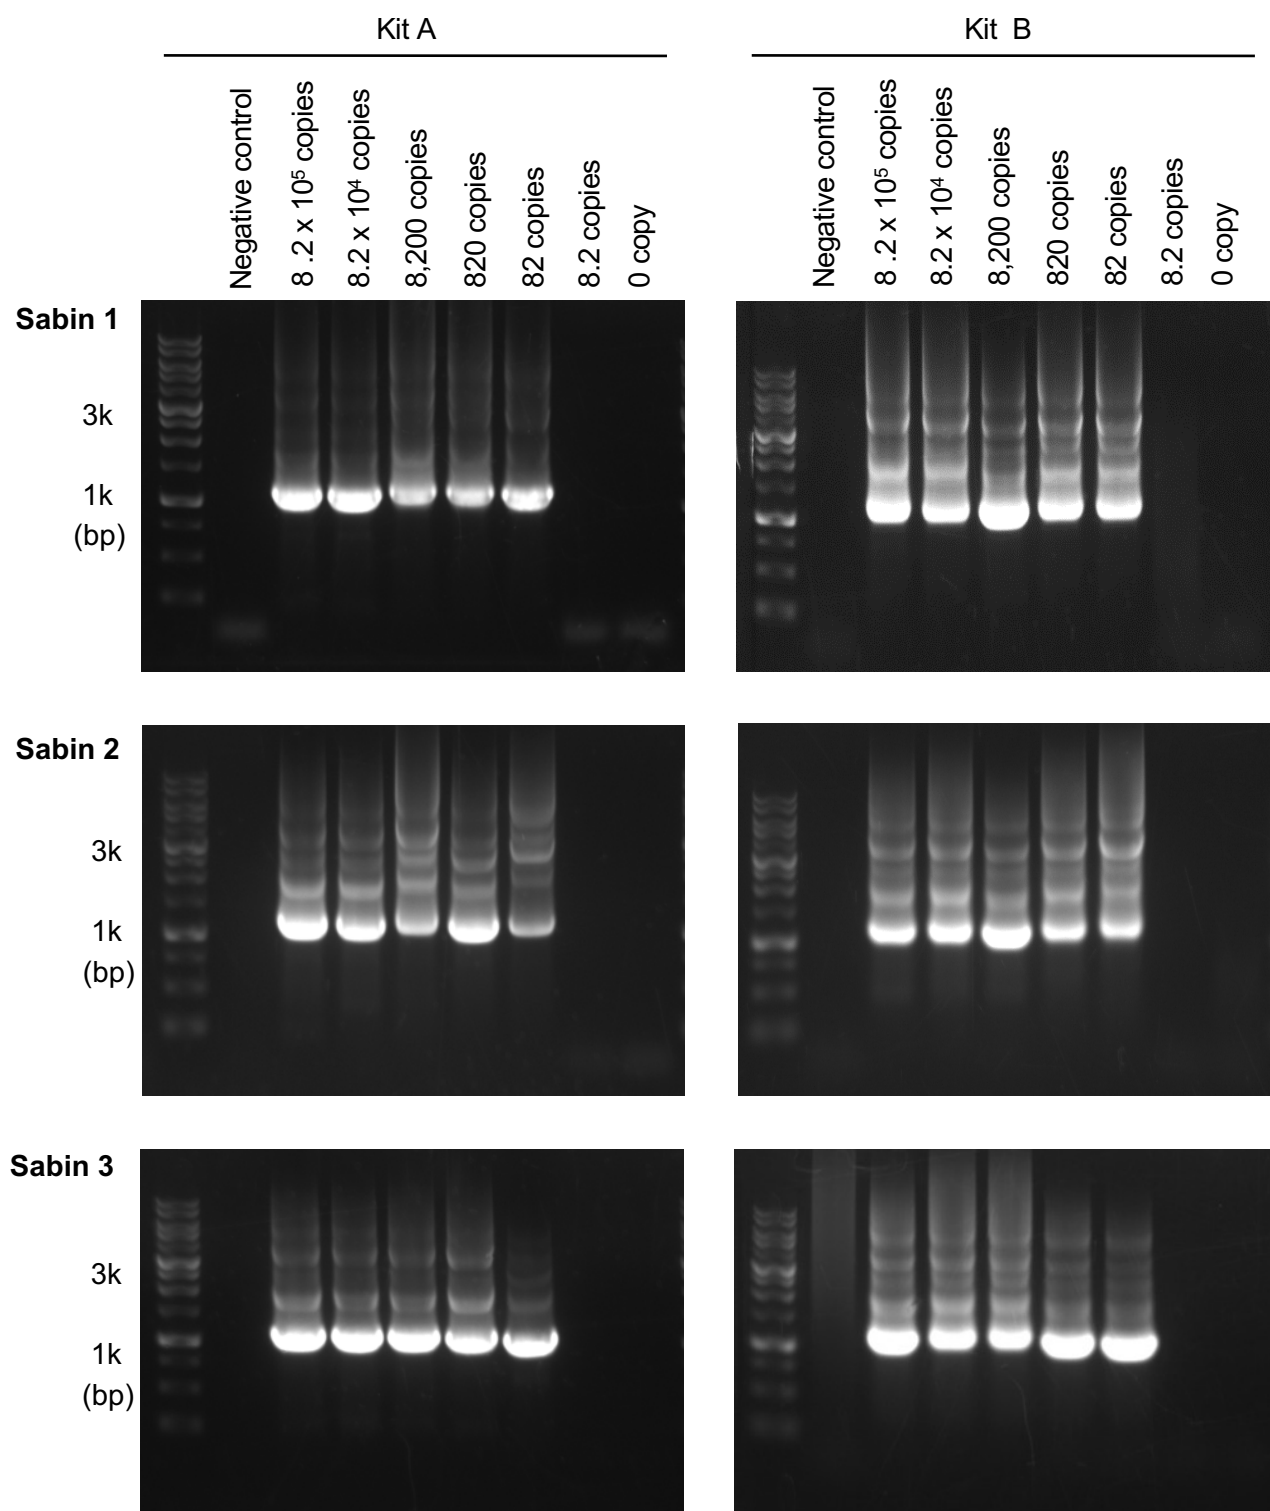 Kit A
Kit B
Negative control
8 .2 x 10⁵ copies
8.2 x 10⁴ copies
8,200 copies
820 copies
82 copies
8.2 copies
0 copy
Negative control
8 .2 x 10⁵ copies
8.2 x 10⁴ copies
8,200 copies
820 copies
82 copies
8.2 copies
0 copy
Sabin 1
3k
1k
(bp)
Sabin 2
3k
1k
(bp)
Sabin 3
3k
1k
(bp)